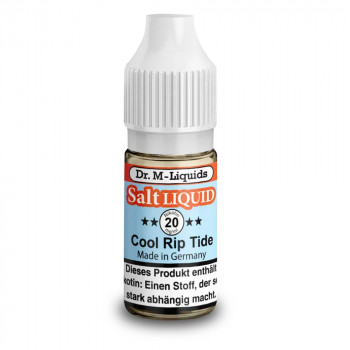 Dr. M-Liquids
Salt LIQUID
20
Cool Rip Tide
Made in Germany
Dieses Produkt enthält
kotin: Einen Stoff, der se
stark abhängig macht.